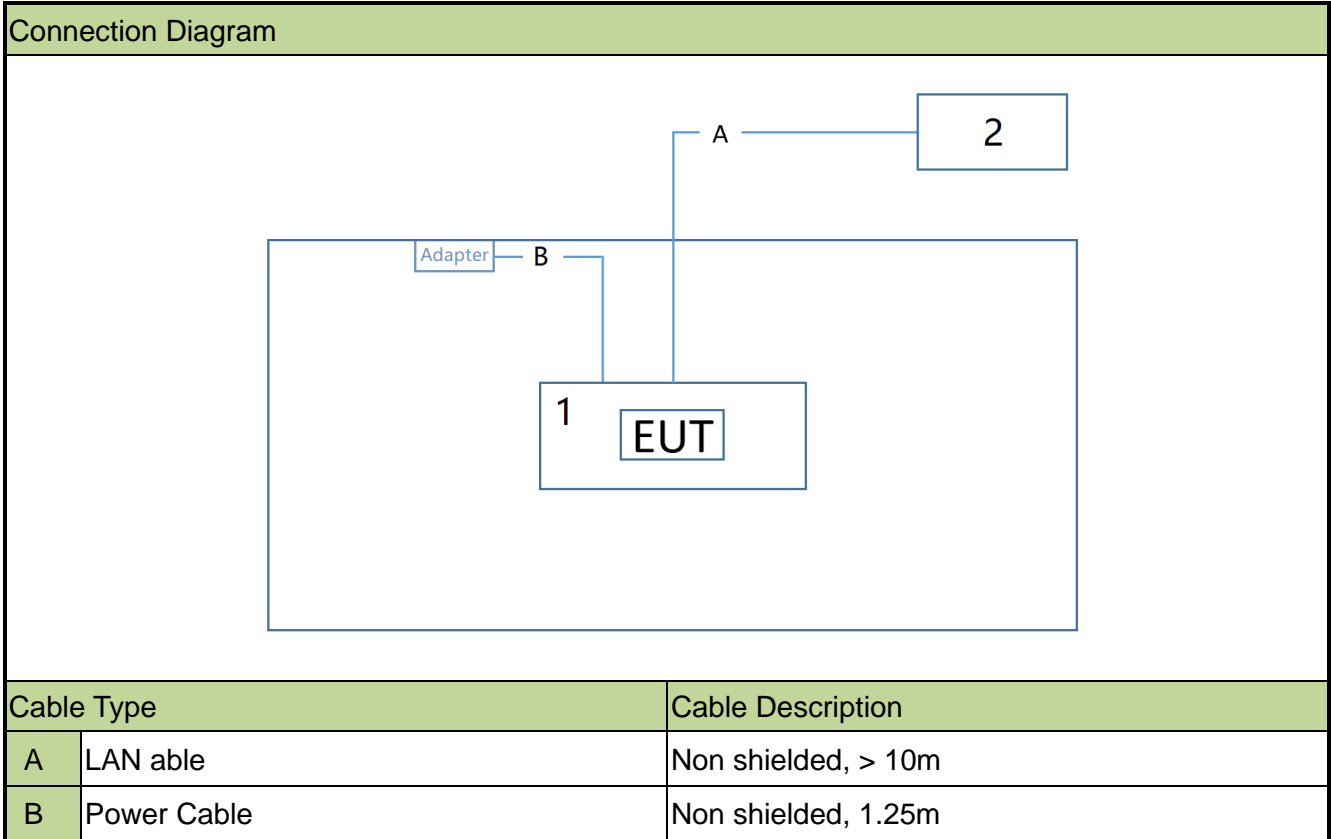 Connection Diagram
A
2
Adapter
B
1
EUT
Cable Type Cable Description
A LAN able Non shielded, > 10m
B Power Cable Non shielded, 1.25m